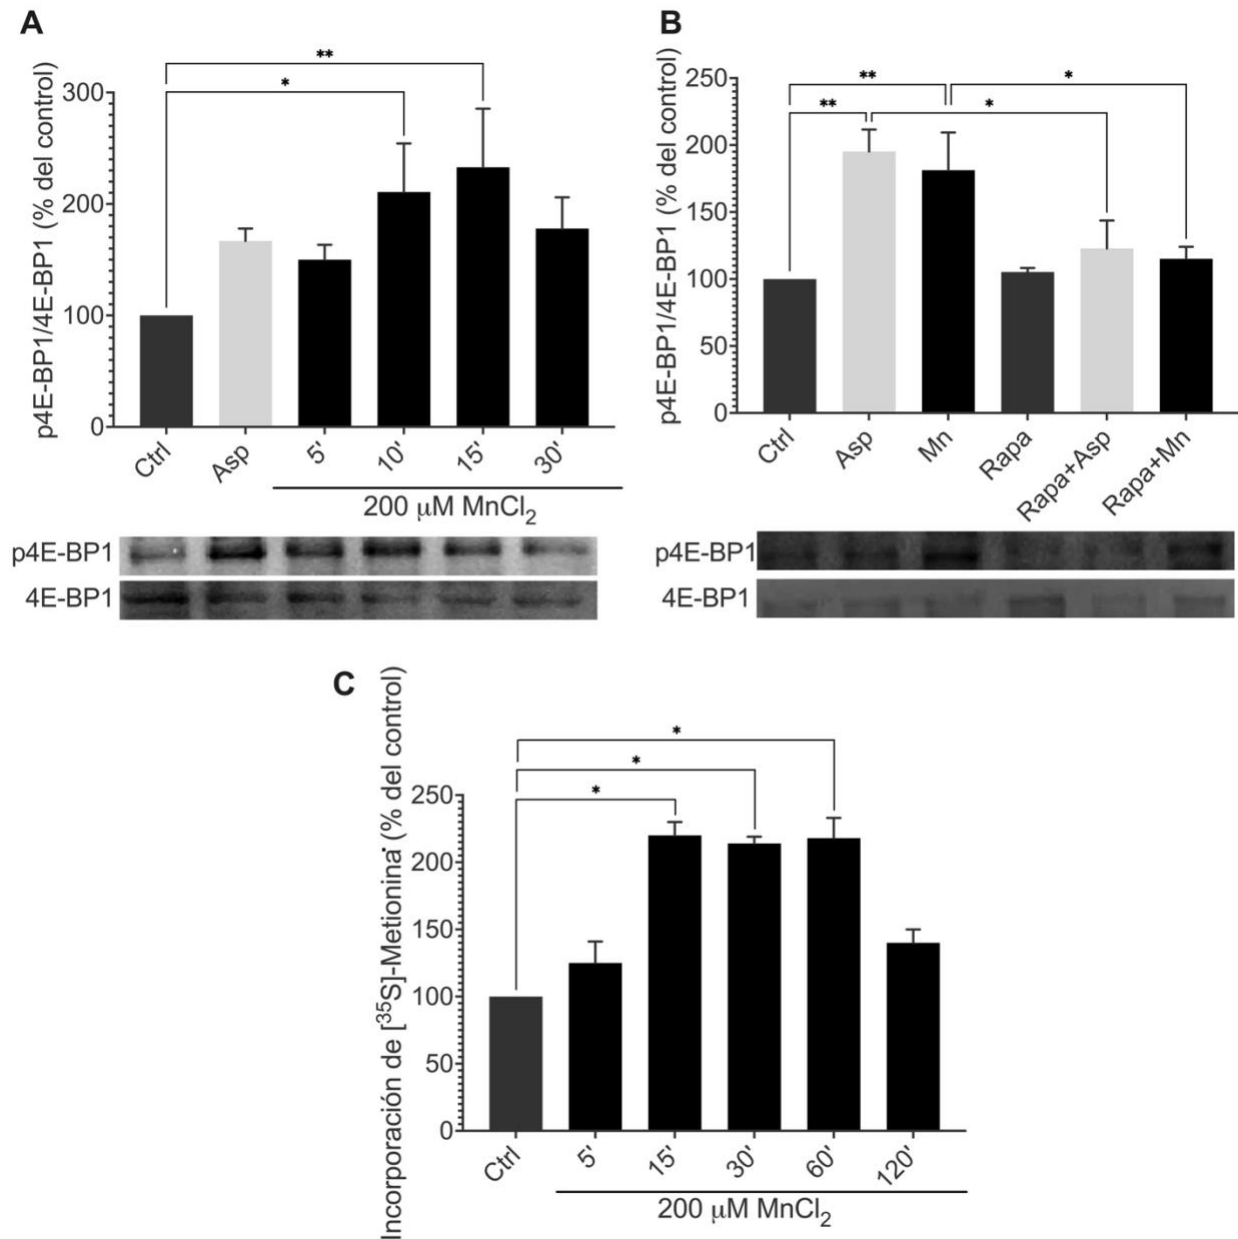 A
p4E-BP1/4E-BP1 (% del control)
300
200
100
0
*
**
Ctrl
Asp
5'
10'
15'
30'
200 μM MnCl₂
p4E-BP1
4E-BP1
B
p4E-BP1/4E-BP1 (% del control)
250
200
150
100
50
0
**
**
*
*
Ctrl
Asp
Mn
Rapa
Rapa+Asp
Rapa+Mn
p4E-BP1
4E-BP1
C
Incorporación de [³⁵S]-Metionina (% del control)
250
200
150
100
50
0
*
*
*
Ctrl
5'
15'
30'
60'
120'
200 μM MnCl₂